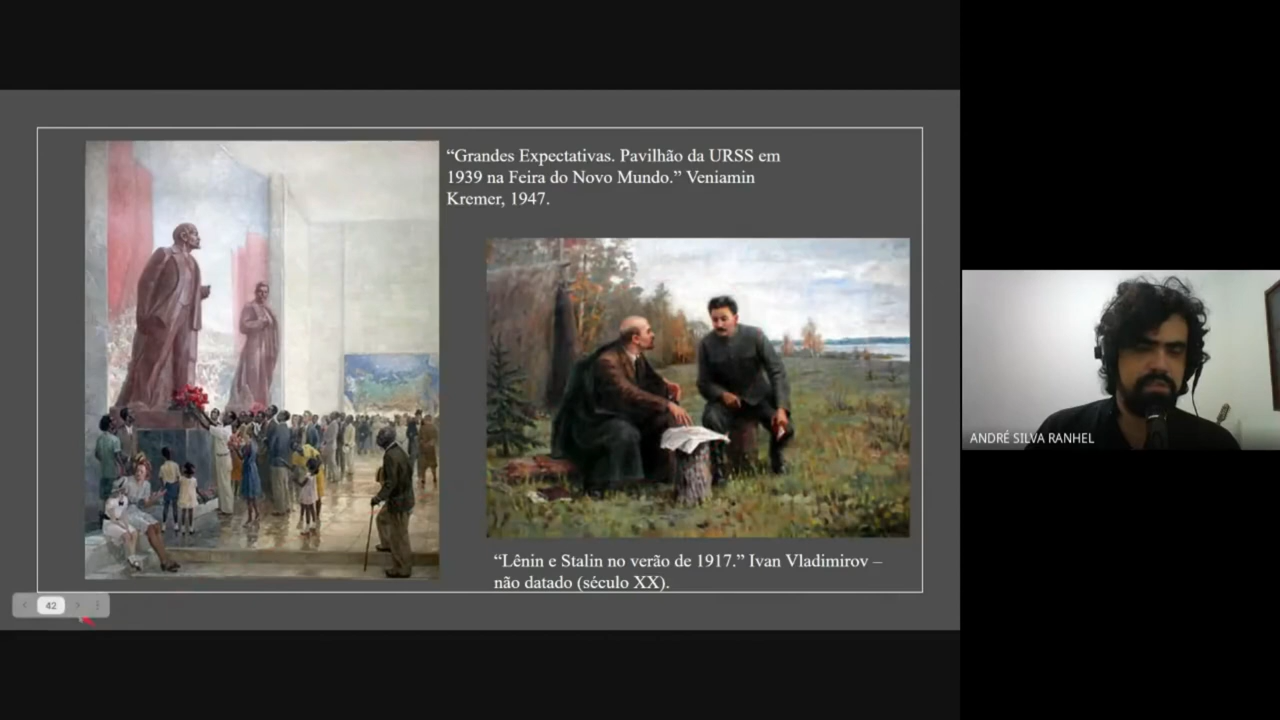 “Grandes Expectativas. Pavilhão da URSS em
1939 na Feira do Novo Mundo.” Veniamin
Kremer, 1947.
“Lênin e Stalin no verão de 1917.” Ivan Vladimirov –
não datado (século XX).
42
ANDRÉ SILVA RANHEL